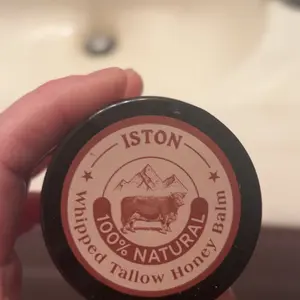 ISTON
100% NATURAL
Whipped Tallow Honey Balm